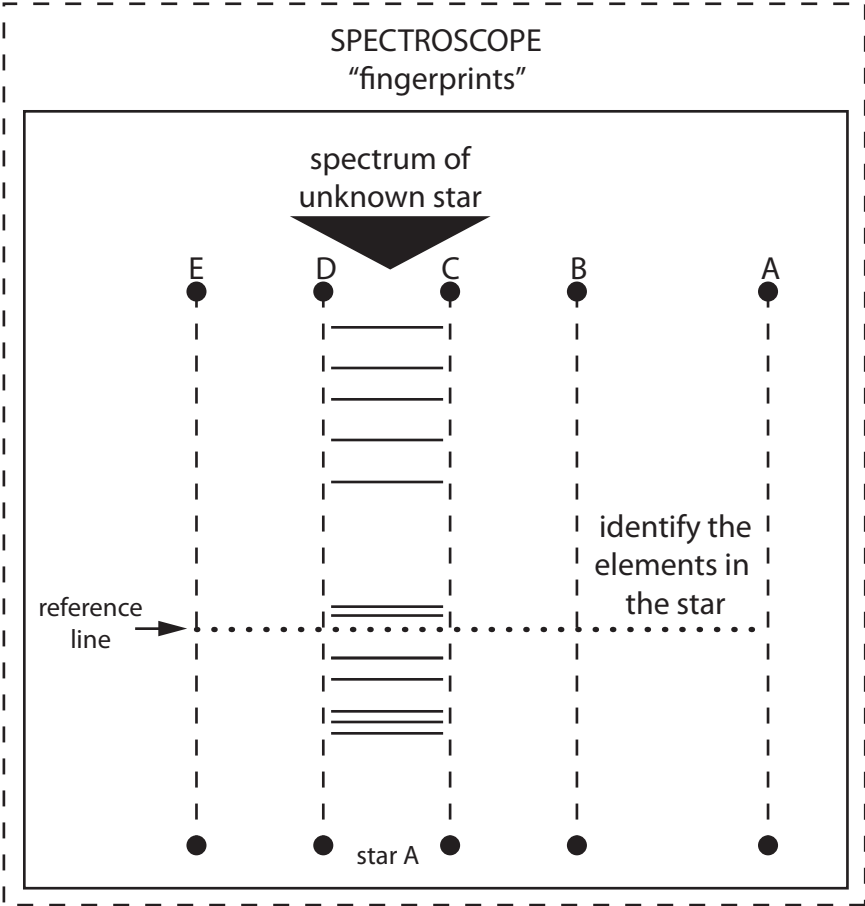 SPECTROSCOPE
“fingerprints”
spectrum of
unknown star
E D C B A
identify the
elements in
the star
reference
line
star A